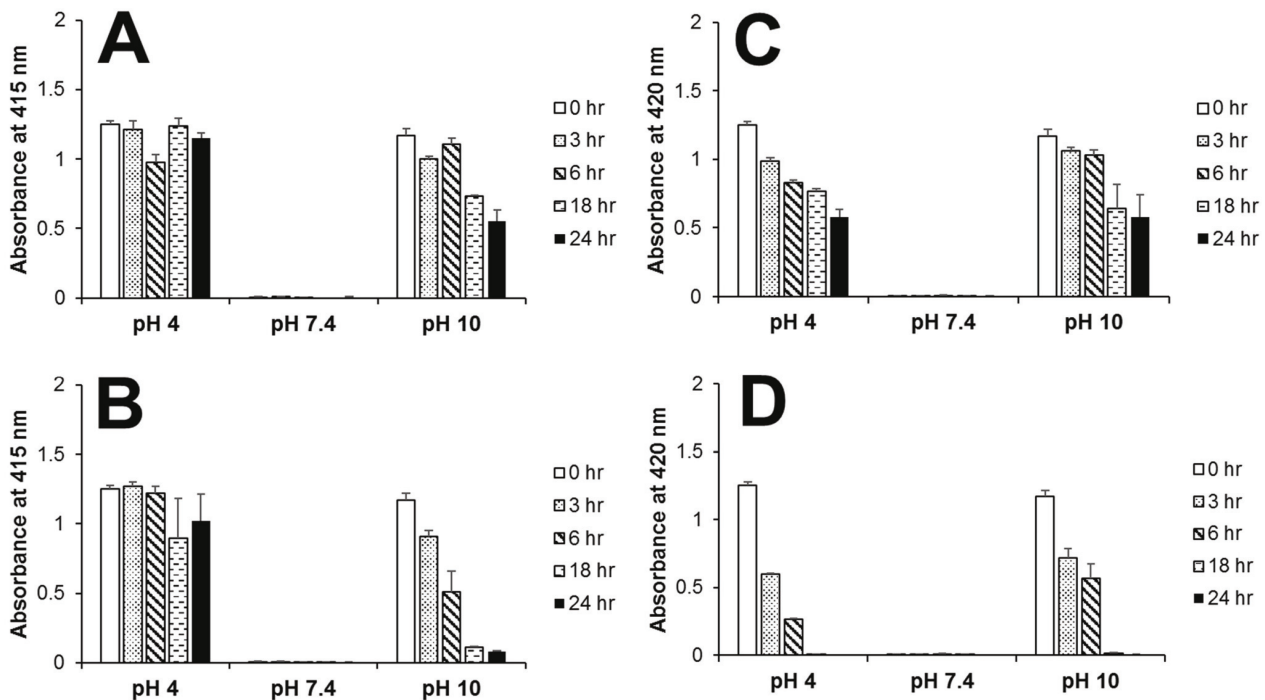 A
Absorbance at 415 nm
2
1.5
1
0.5
0
pH 4
pH 7.4
pH 10
0 hr
3 hr
6 hr
18 hr
24 hr
C
Absorbance at 420 nm
2
1.5
1
0.5
0
pH 4
pH 7.4
pH 10
0 hr
3 hr
6 hr
18 hr
24 hr
B
Absorbance at 415 nm
2
1.5
1
0.5
0
pH 4
pH 7.4
pH 10
0 hr
3 hr
6 hr
18 hr
24 hr
D
Absorbance at 420 nm
2
1.5
1
0.5
0
pH 4
pH 7.4
pH 10
0 hr
3 hr
6 hr
18 hr
24 hr